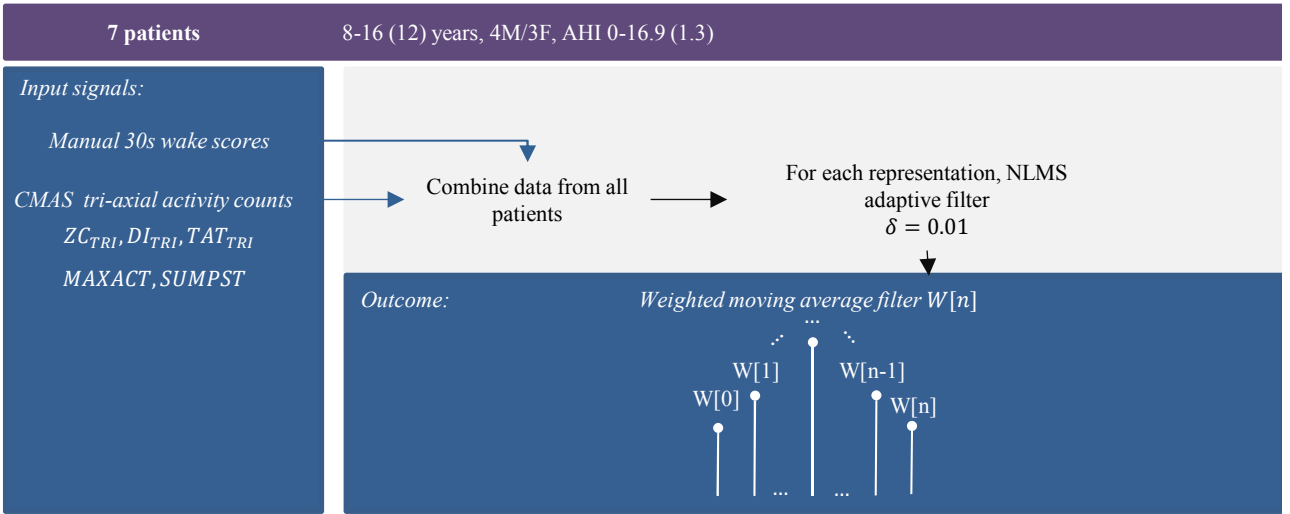 7 patients
8-16 (12) years, 4M/3F, AHI 0-16.9 (1.3)
Input signals:
Manual 30s wake scores
CMAS tri-axial activity counts
ZC_TRI, DI_TRI, TAT_TRI
MAXACT, SUMPST
Combine data from all
patients
For each representation, NLMS
adaptive filter
δ = 0.01
Outcome:
Weighted moving average filter W[n]
...
... ...
W[1] W[n-1]
W[0] W[n]
... ...